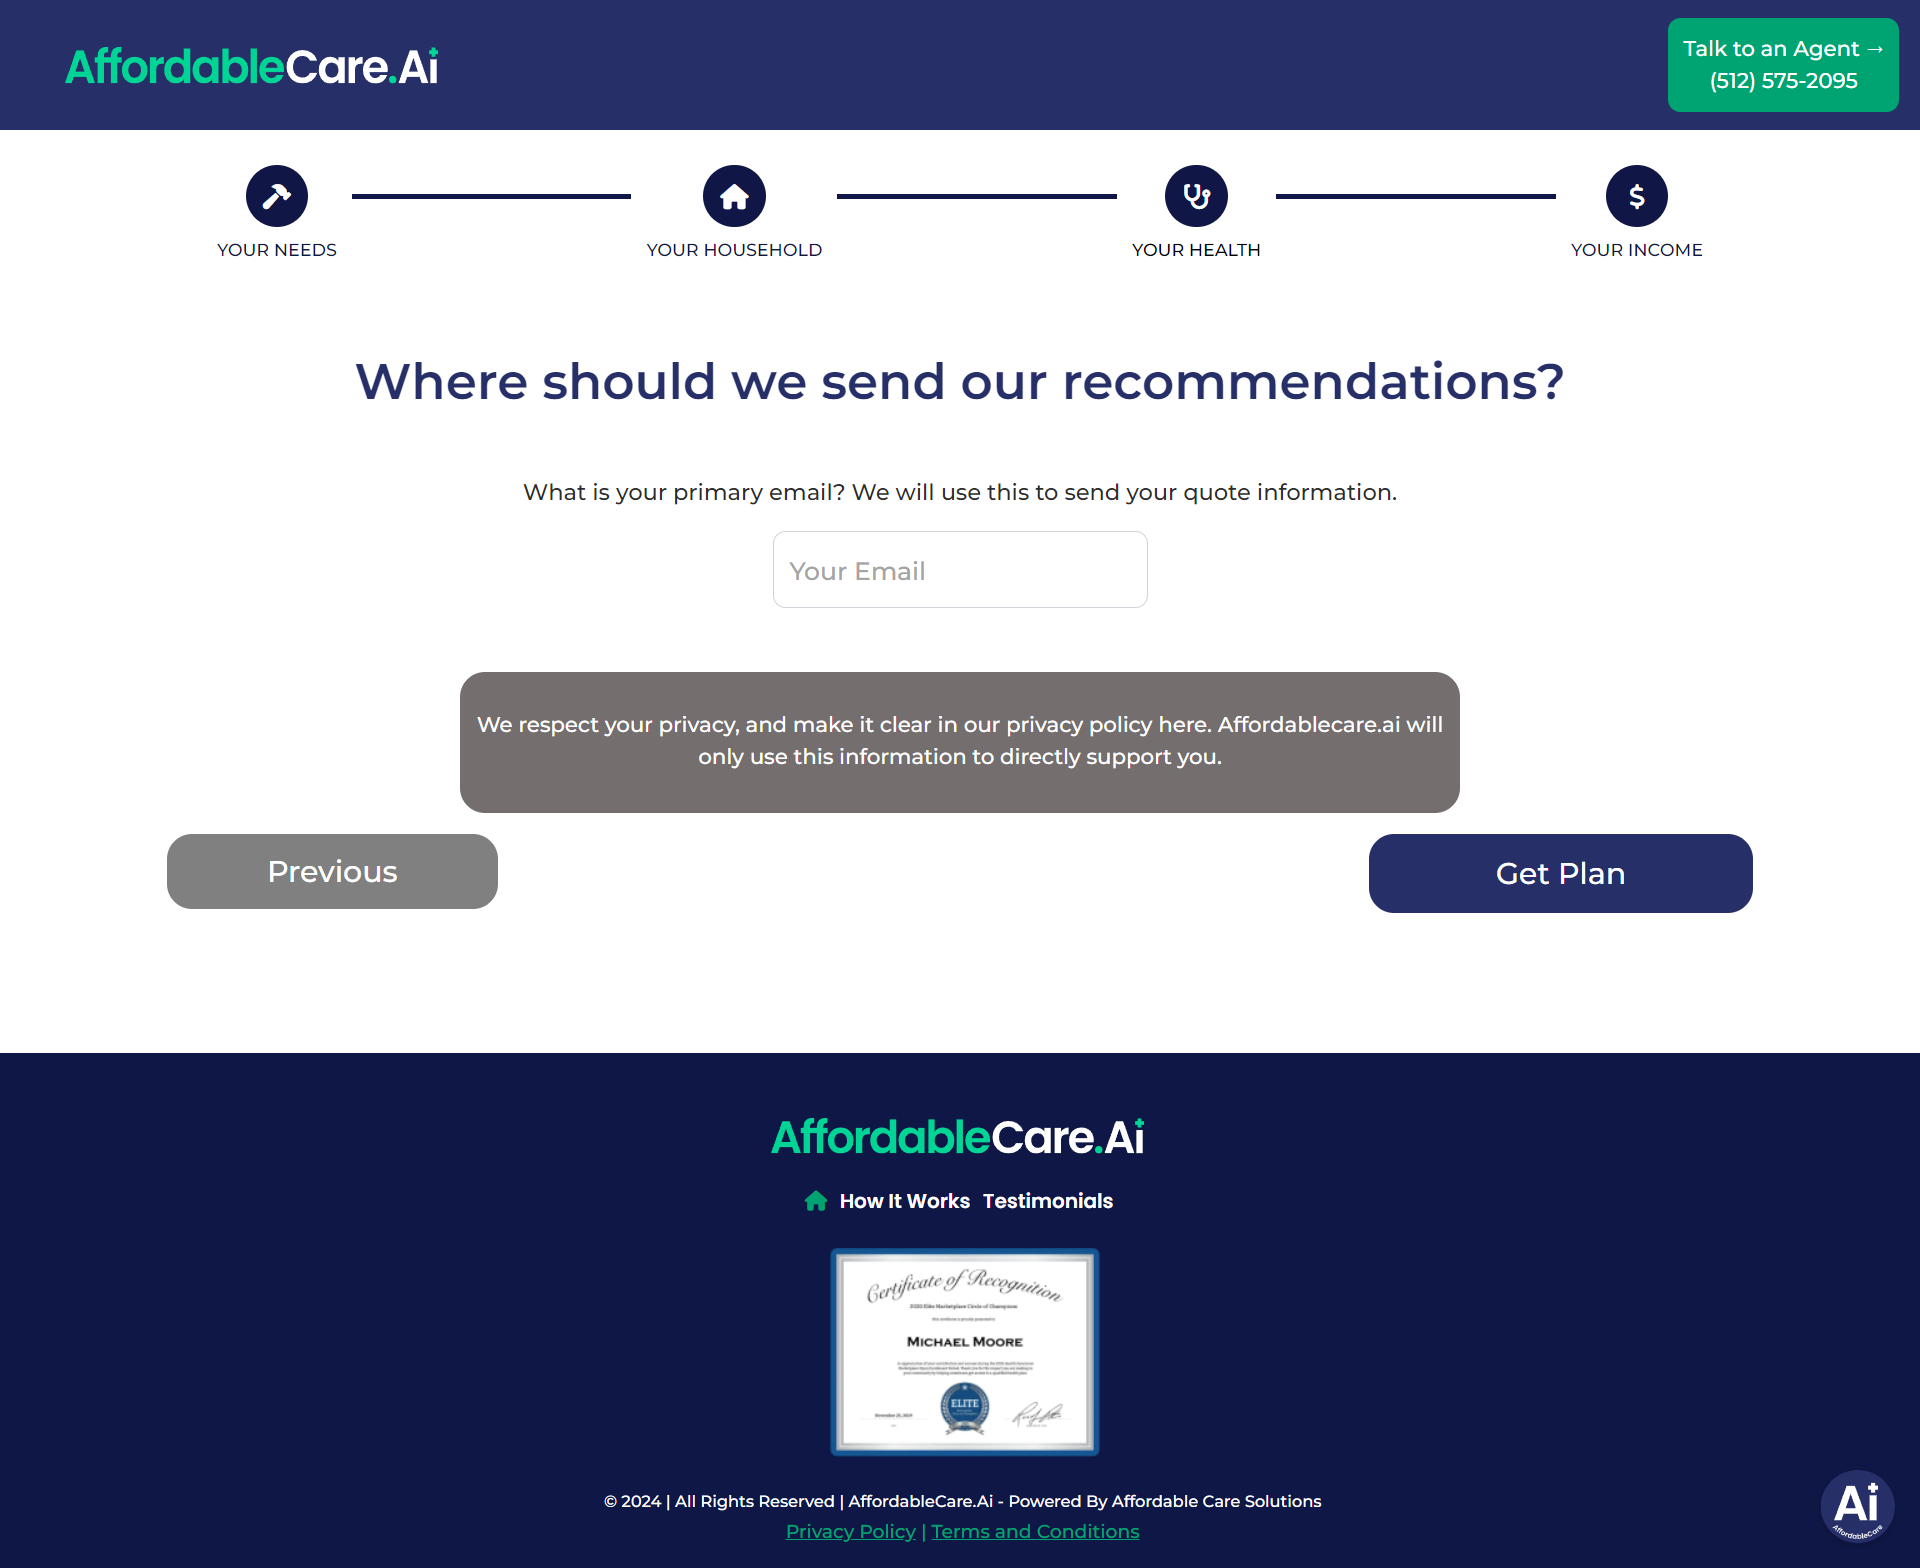 AffordableCare.Ai
Talk to an Agent →
(512) 575-2095
YOUR NEEDS
YOUR HOUSEHOLD
YOUR HEALTH
YOUR INCOME
Where should we send our recommendations?
What is your primary email? We will use this to send your quote information.
Your Email
We respect your privacy, and make it clear in our privacy policy here. Affordablecare.ai will
only use this information to directly support you.
Previous
Get Plan
AffordableCare.Ai
How It Works Testimonials
Certificate of Recognition
2020 Elite Marketplace Circle of Champions
MICHAEL MOORE
ELITE
November 25, 2019
© 2024 | All Rights Reserved | AffordableCare.Ai - Powered By Affordable Care Solutions
Privacy Policy | Terms and Conditions
Ai
AffordableCare